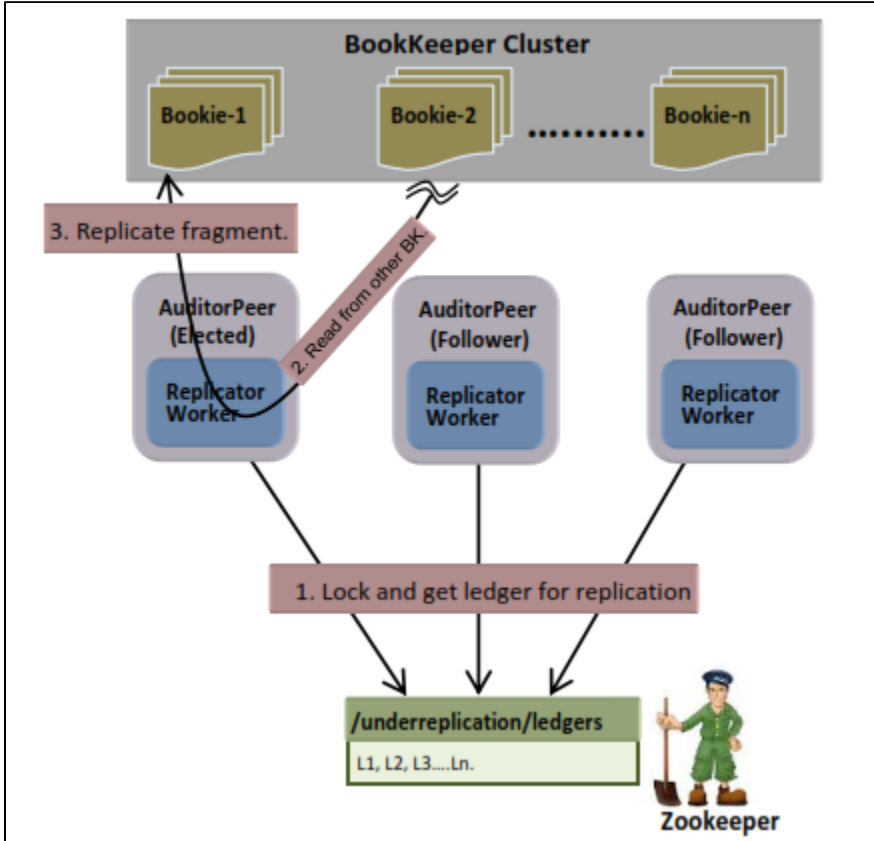 BookKeeper Cluster
Bookie-1
Bookie-2
..........
Bookie-n
3. Replicate fragment.
2. Read from other BK.
AuditorPeer
(Elected)
Replicator
Worker
AuditorPeer
(Follower)
Replicator
Worker
AuditorPeer
(Follower)
Replicator
Worker
1. Lock and get ledger for replication
/underreplication/ledgers
L1, L2, L3....Ln.
Zookeeper